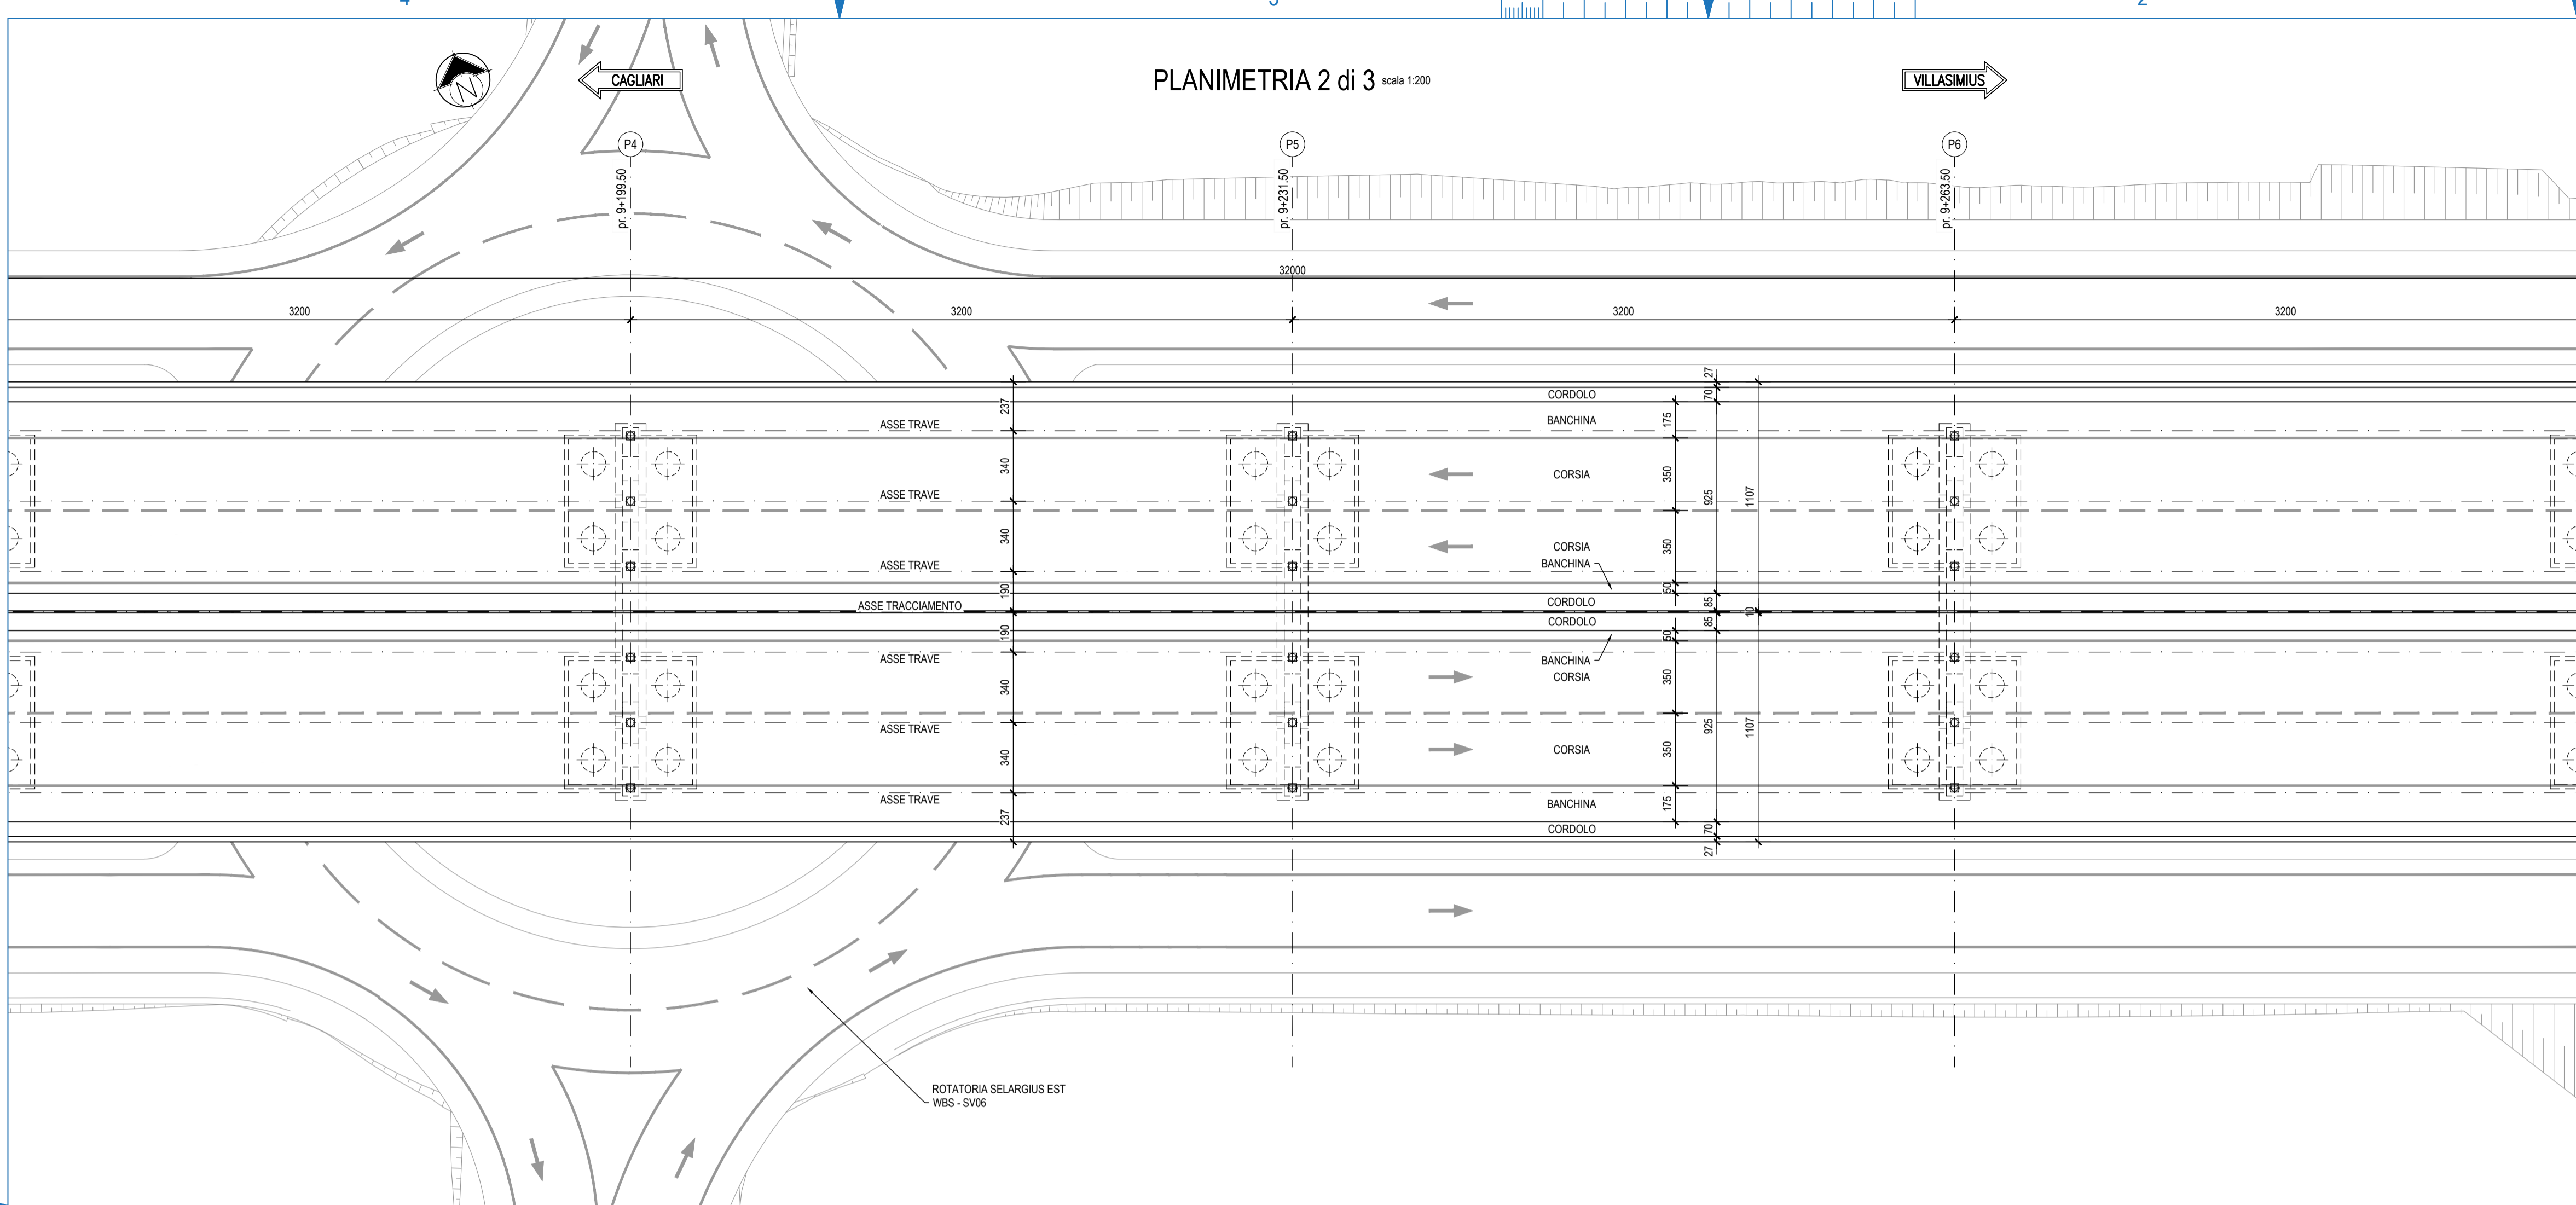 CAGLIARI
PLANIMETRIA 2 di 3 scala 1:200
VILLASIMIUS
N
P4
P5
P6
pr. 9+199.50
pr. 9+231.50
pr. 9+263.50
32000
3200
3200
3200
3200
27
70
CORDOLO
237
175
BANCHINA
ASSE TRAVE
340
350
CORSIA
925
1107
ASSE TRAVE
340
350
CORSIA
BANCHINA
ASSE TRAVE
190
50
85
10
CORDOLO
ASSE TRACCIAMENTO
CORDOLO
190
50
85
BANCHINA
ASSE TRAVE
CORSIA
340
350
925
1107
ASSE TRAVE
CORSIA
340
350
ASSE TRAVE
BANCHINA
237
175
CORDOLO
70
27
ROTATORIA SELARGIUS EST
WBS - SV06